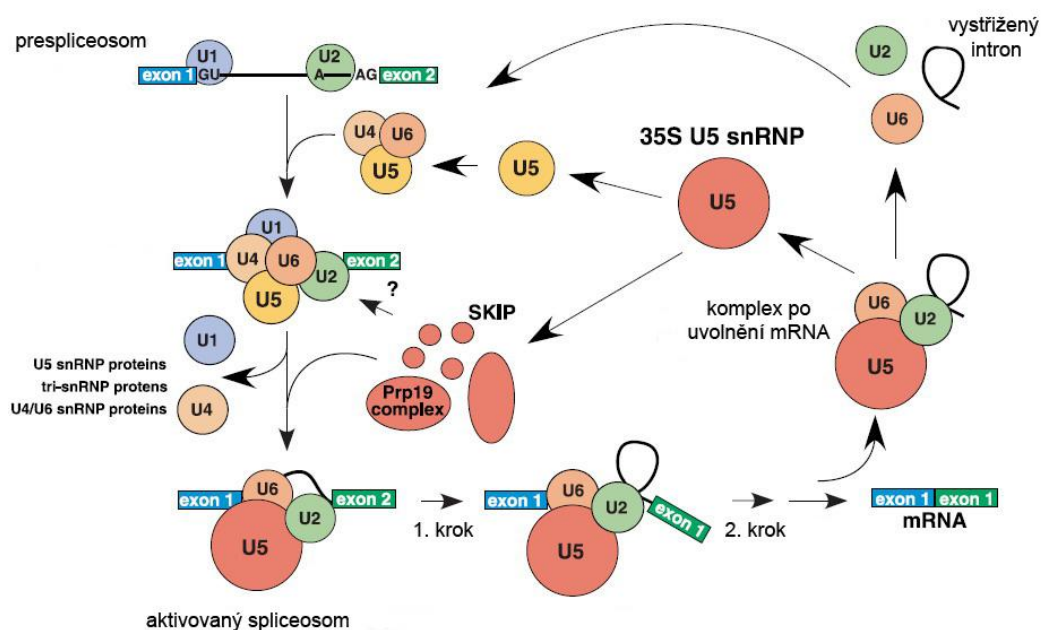 prespliceosom
U1
U2
exon 1
GU
A
AG
exon 2
vystřižený
intron
U2
U6
U4
U6
U5
U5
35S U5 snRNP
U5
U1
exon 1
U4
U6
U2
exon 2
U5
?
SKIP
Prp19
complex
komplex po
uvolnění mRNA
U6
U2
U5
U1
U5 snRNP proteins
tri-snRNP protens
U4/U6 snRNP proteins
U4
exon 1
U6
U2
exon 2
U5
1. krok
exon 1
U6
U2
exon 1
U5
2. krok
exon 1
exon 1
mRNA
aktivovaný spliceosom